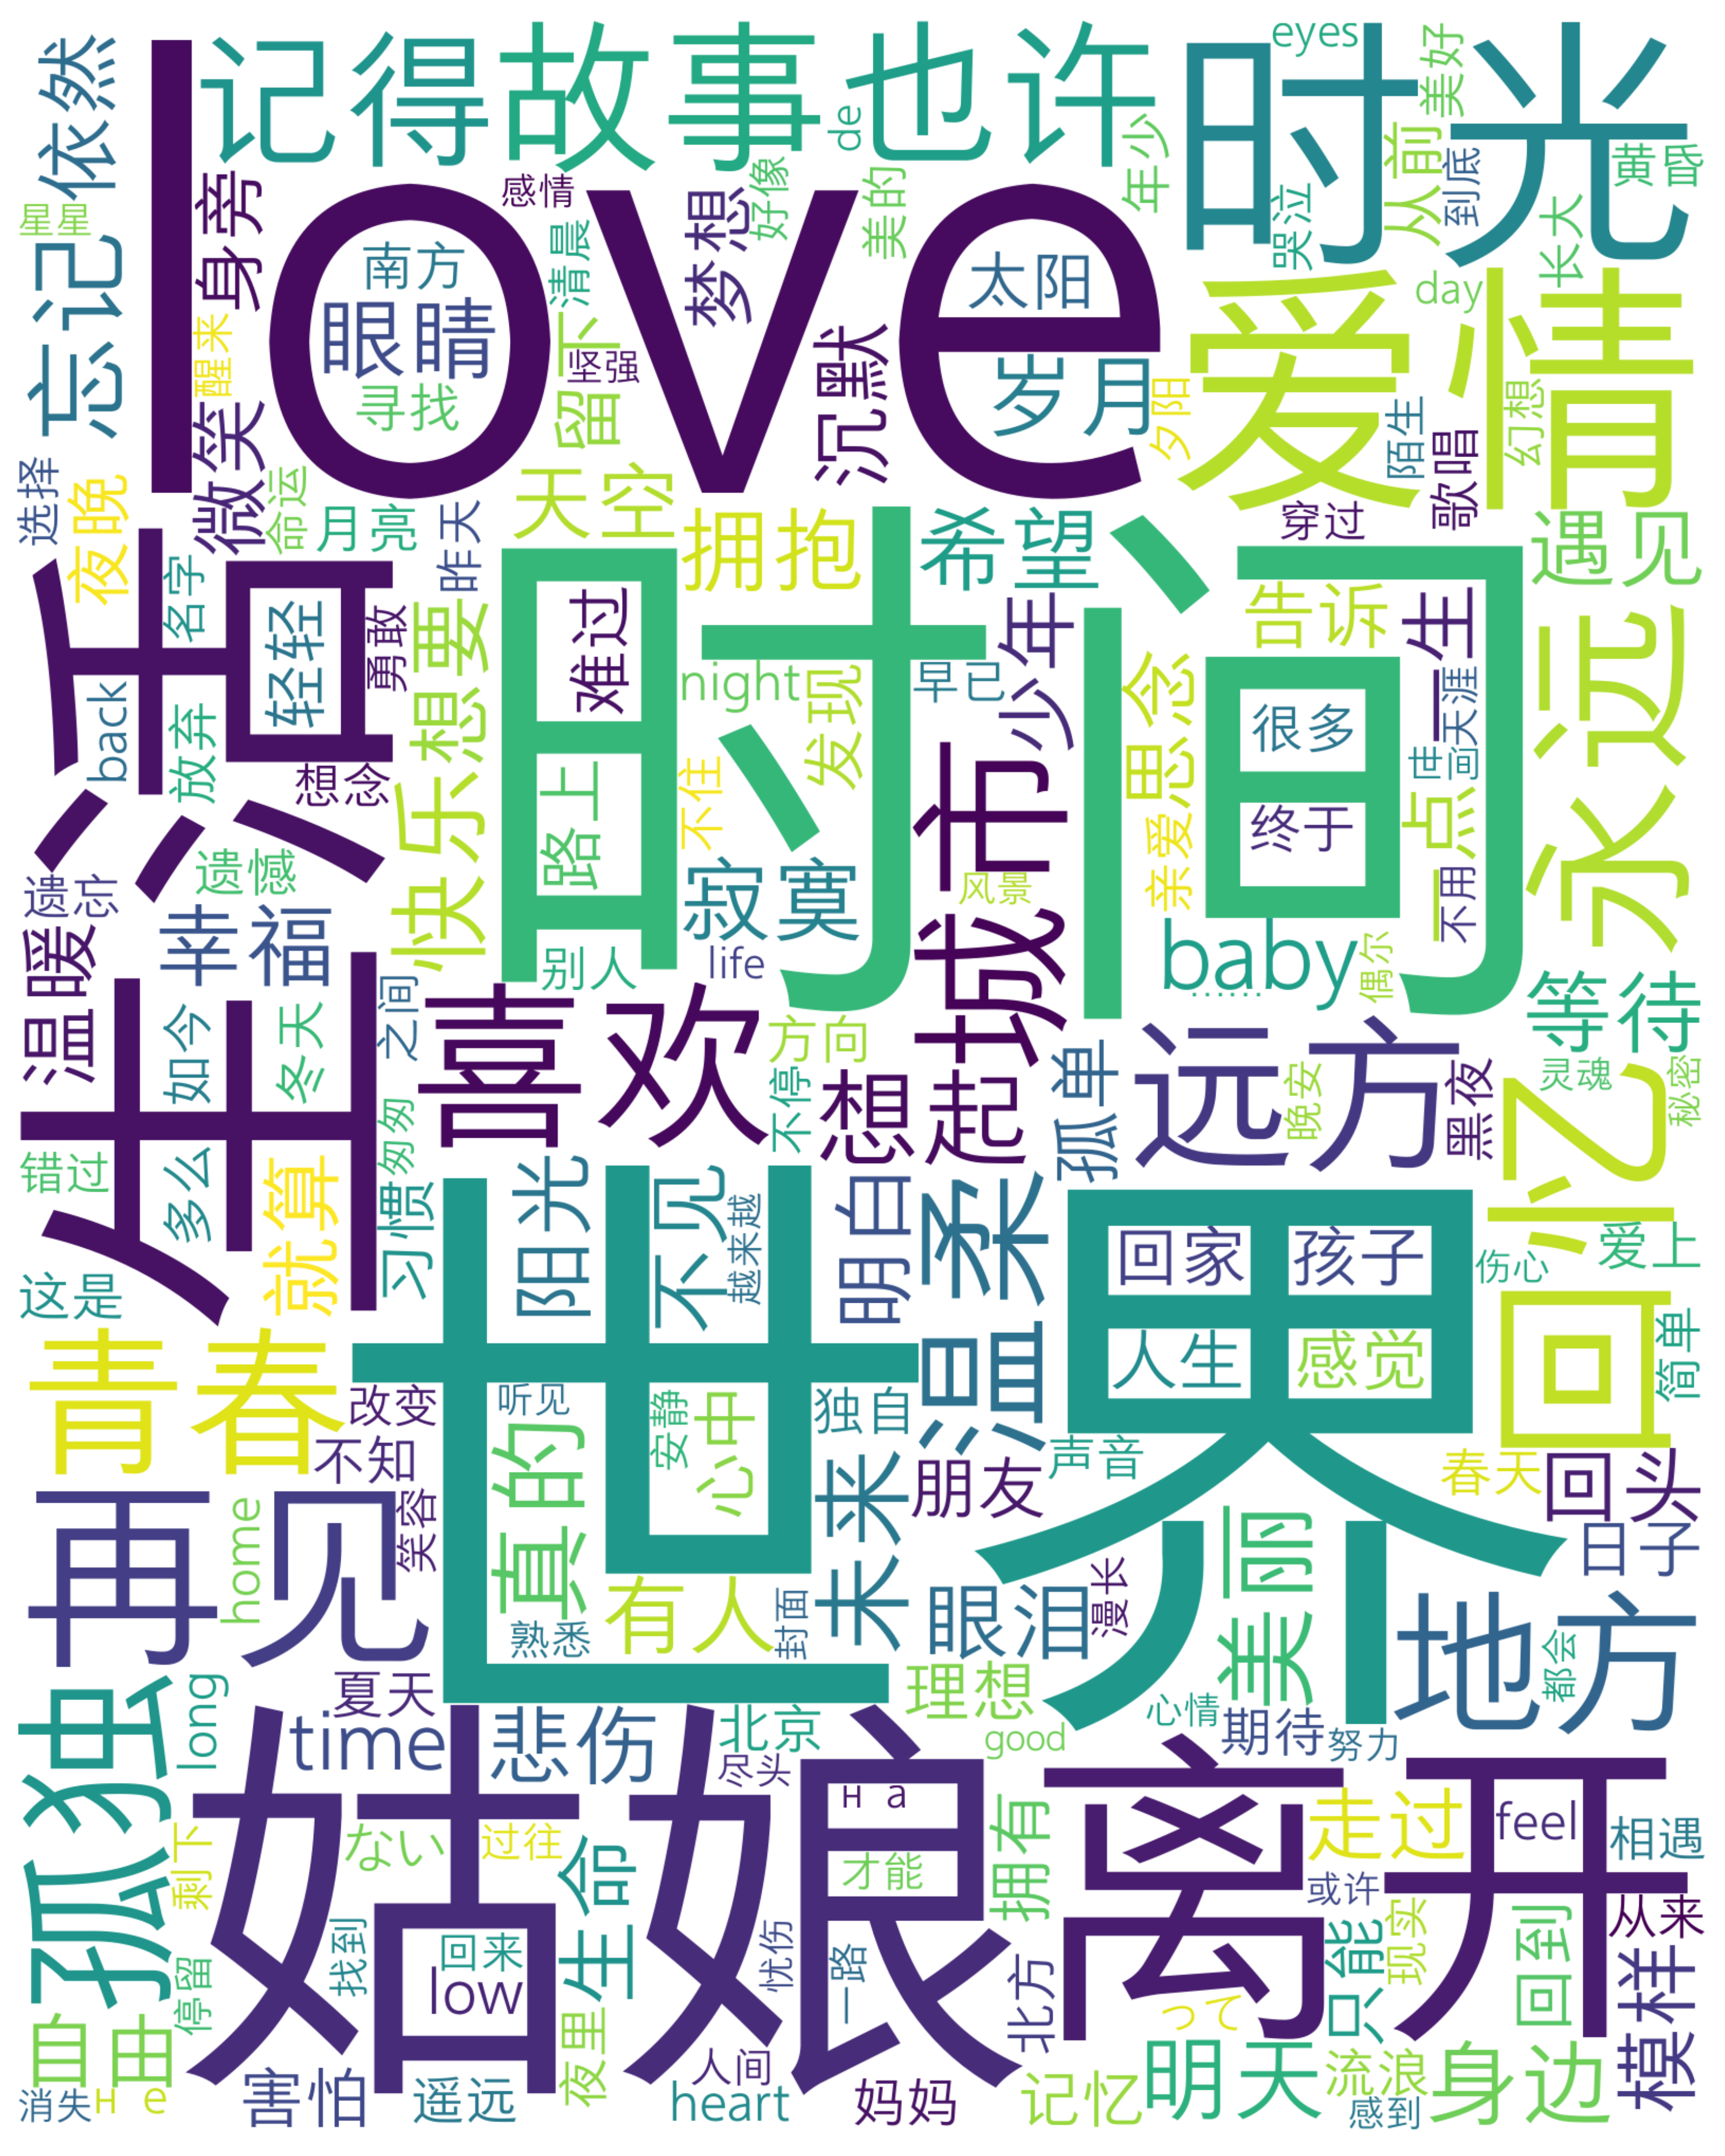 依然
记得
故事
也许
时光
eyes
美好
de
年少
从前
到底
黄昏
love
感情
梦想
好像
美的
哭泣
长大
星星
忘记
身旁
南方
清晨
太阳
爱情
day
眼睛
醒来
坚强
沉默
岁月
夕阳
陌生
幻想
寻找
留下
微笑
选择
夜晚
命运
月亮
昨天
天空
拥抱
希望
穿过
歌唱
遇见
生活
名字
轻轻
勇敢
想要
时间
难过
少年
告诉
一生
永远
back
放弃
night
发现
早已
思念
很多
世间
天涯
想念
快乐
路上
不住
城市
亲爱
终于
一点
遗憾
遗忘
寂寞
风景
不用
温暖
幸福
别人
life
baby
偶尔
等待
……
如今
冬天
之间
喜欢
方向
不停
想起
孤单
远方
晚安
黑夜
灵魂
秘密
回忆
错过
多么
匆匆
就算
习惯
阳光
不见
越来越
明白
温柔
世界
回家
孩子
伤心
爱上
这是
青春
改变
听见
安静
心中
独自
人生
感觉
简单
不知
真的
未来
朋友
声音
春天
回头
再见
home
笑容
有人
封面
眼泪
漫长
美丽
日子
地方
熟悉
都会
孤独
long
夏天
time
悲伤
北京
理想
心情
期待
努力
good
尽头
姑娘
Ha
离开
走过
feel
相遇
剩下
ない
过往
生命
才能
拥有
或许
现实
从来
找到
回来
忧伤
一路
停留
low
北方
って
只能
回到
模样
自由
夜里
人间
明天
流浪
身边
消失
He
害怕
遥远
heart
妈妈
记忆
感到